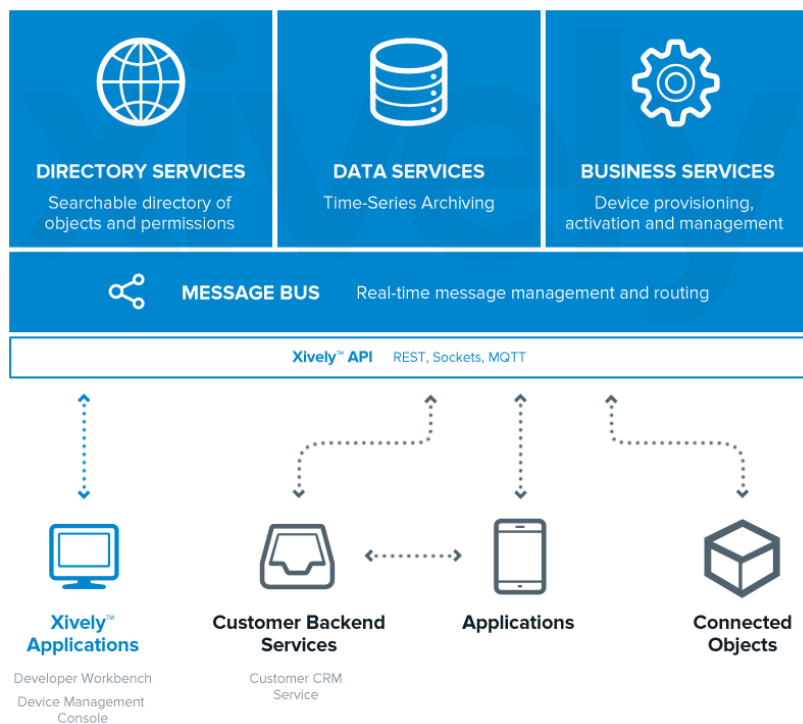 xively
DIRECTORY SERVICES
Searchable directory of
objects and permissions
DATA SERVICES
Time-Series Archiving
BUSINESS SERVICES
Device provisioning,
activation and management
MESSAGE BUS Real-time message management and routing
Xively™ API REST, Sockets, MQTT
Xively™
Applications
Developer Workbench
Device Management
Console
Customer Backend
Services
Customer CRM
Service
Applications
Connected
Objects